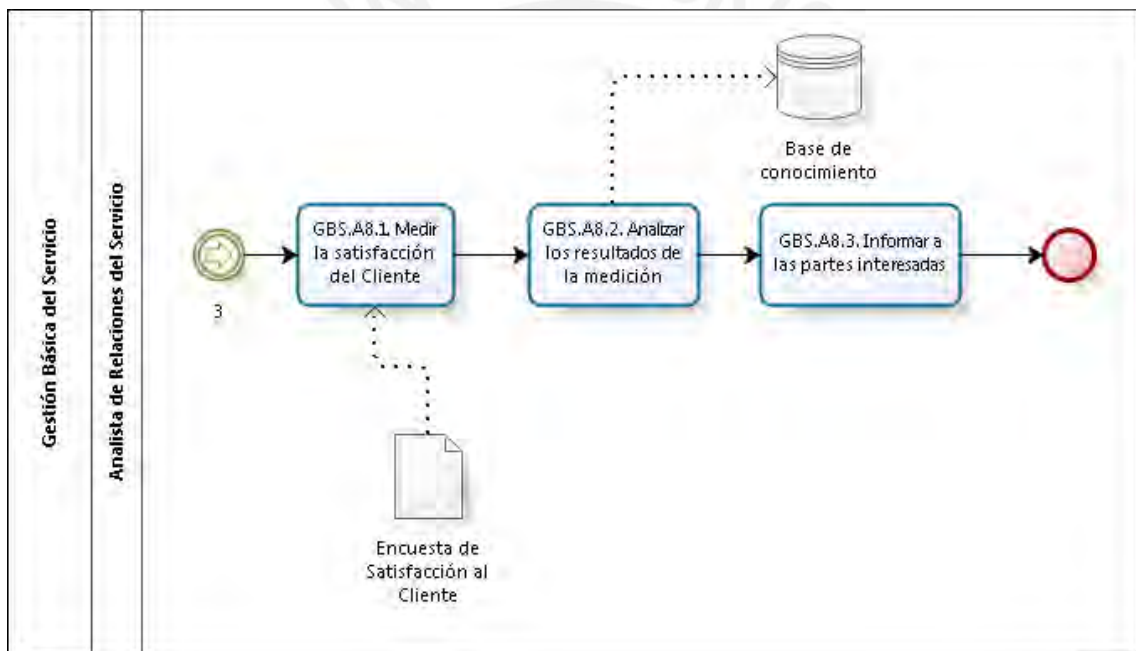 Gestión Básica del Servicio
Analista de Relaciones del Servicio
Base de
conocimiento
GBS.A8.1. Medir
la satisfacción
del Cliente
GBS.A8.2. Analizar
los resultados de
la medición
GBS.A8.3. Informar a
las partes interesadas
3
Encuesta de
Satisfacción al
Cliente